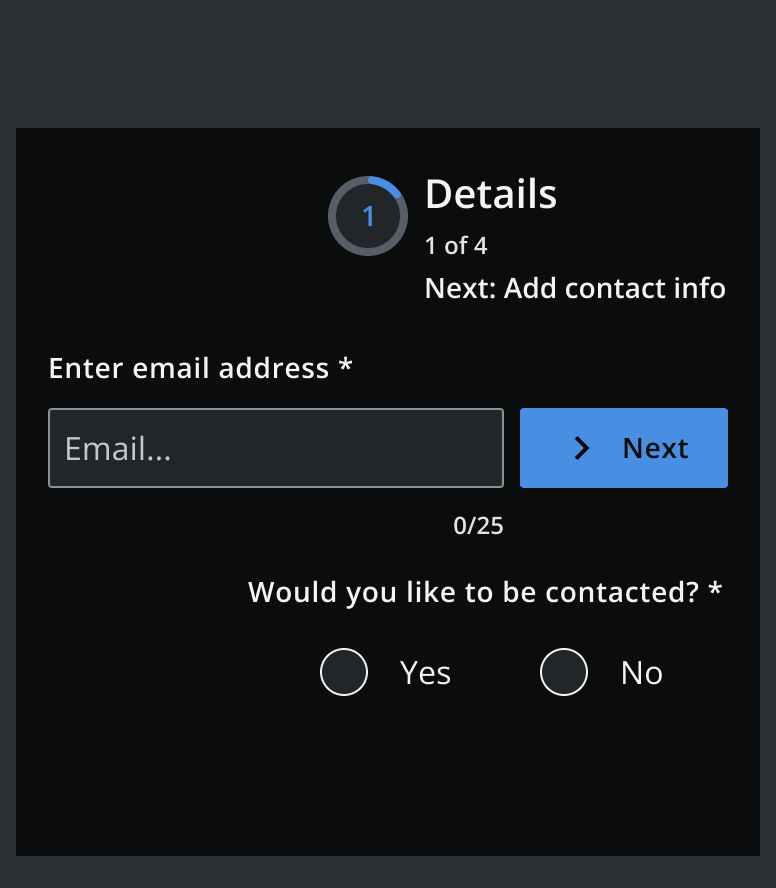 1
Details
1 of 4
Next: Add contact info
Enter email address *
Email...
Next
0/25
Would you like to be contacted? *
Yes
No